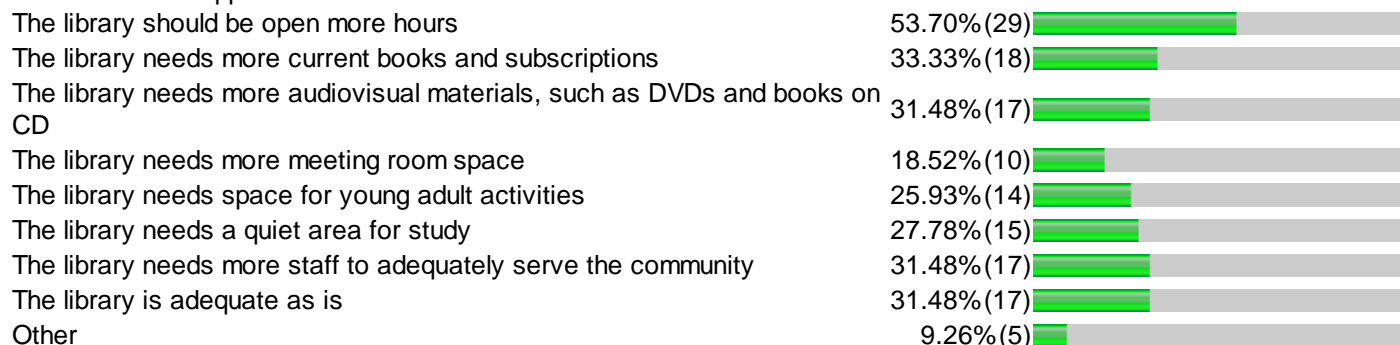 The library should be open more hours 53.70%(29)
The library needs more current books and subscriptions 33.33%(18)
The library needs more audiovisual materials, such as DVDs and books on
CD 31.48%(17)
The library needs more meeting room space 18.52%(10)
The library needs space for young adult activities 25.93%(14)
The library needs a quiet area for study 27.78%(15)
The library needs more staff to adequately serve the community 31.48%(17)
The library is adequate as is 31.48%(17)
Other 9.26%(5)